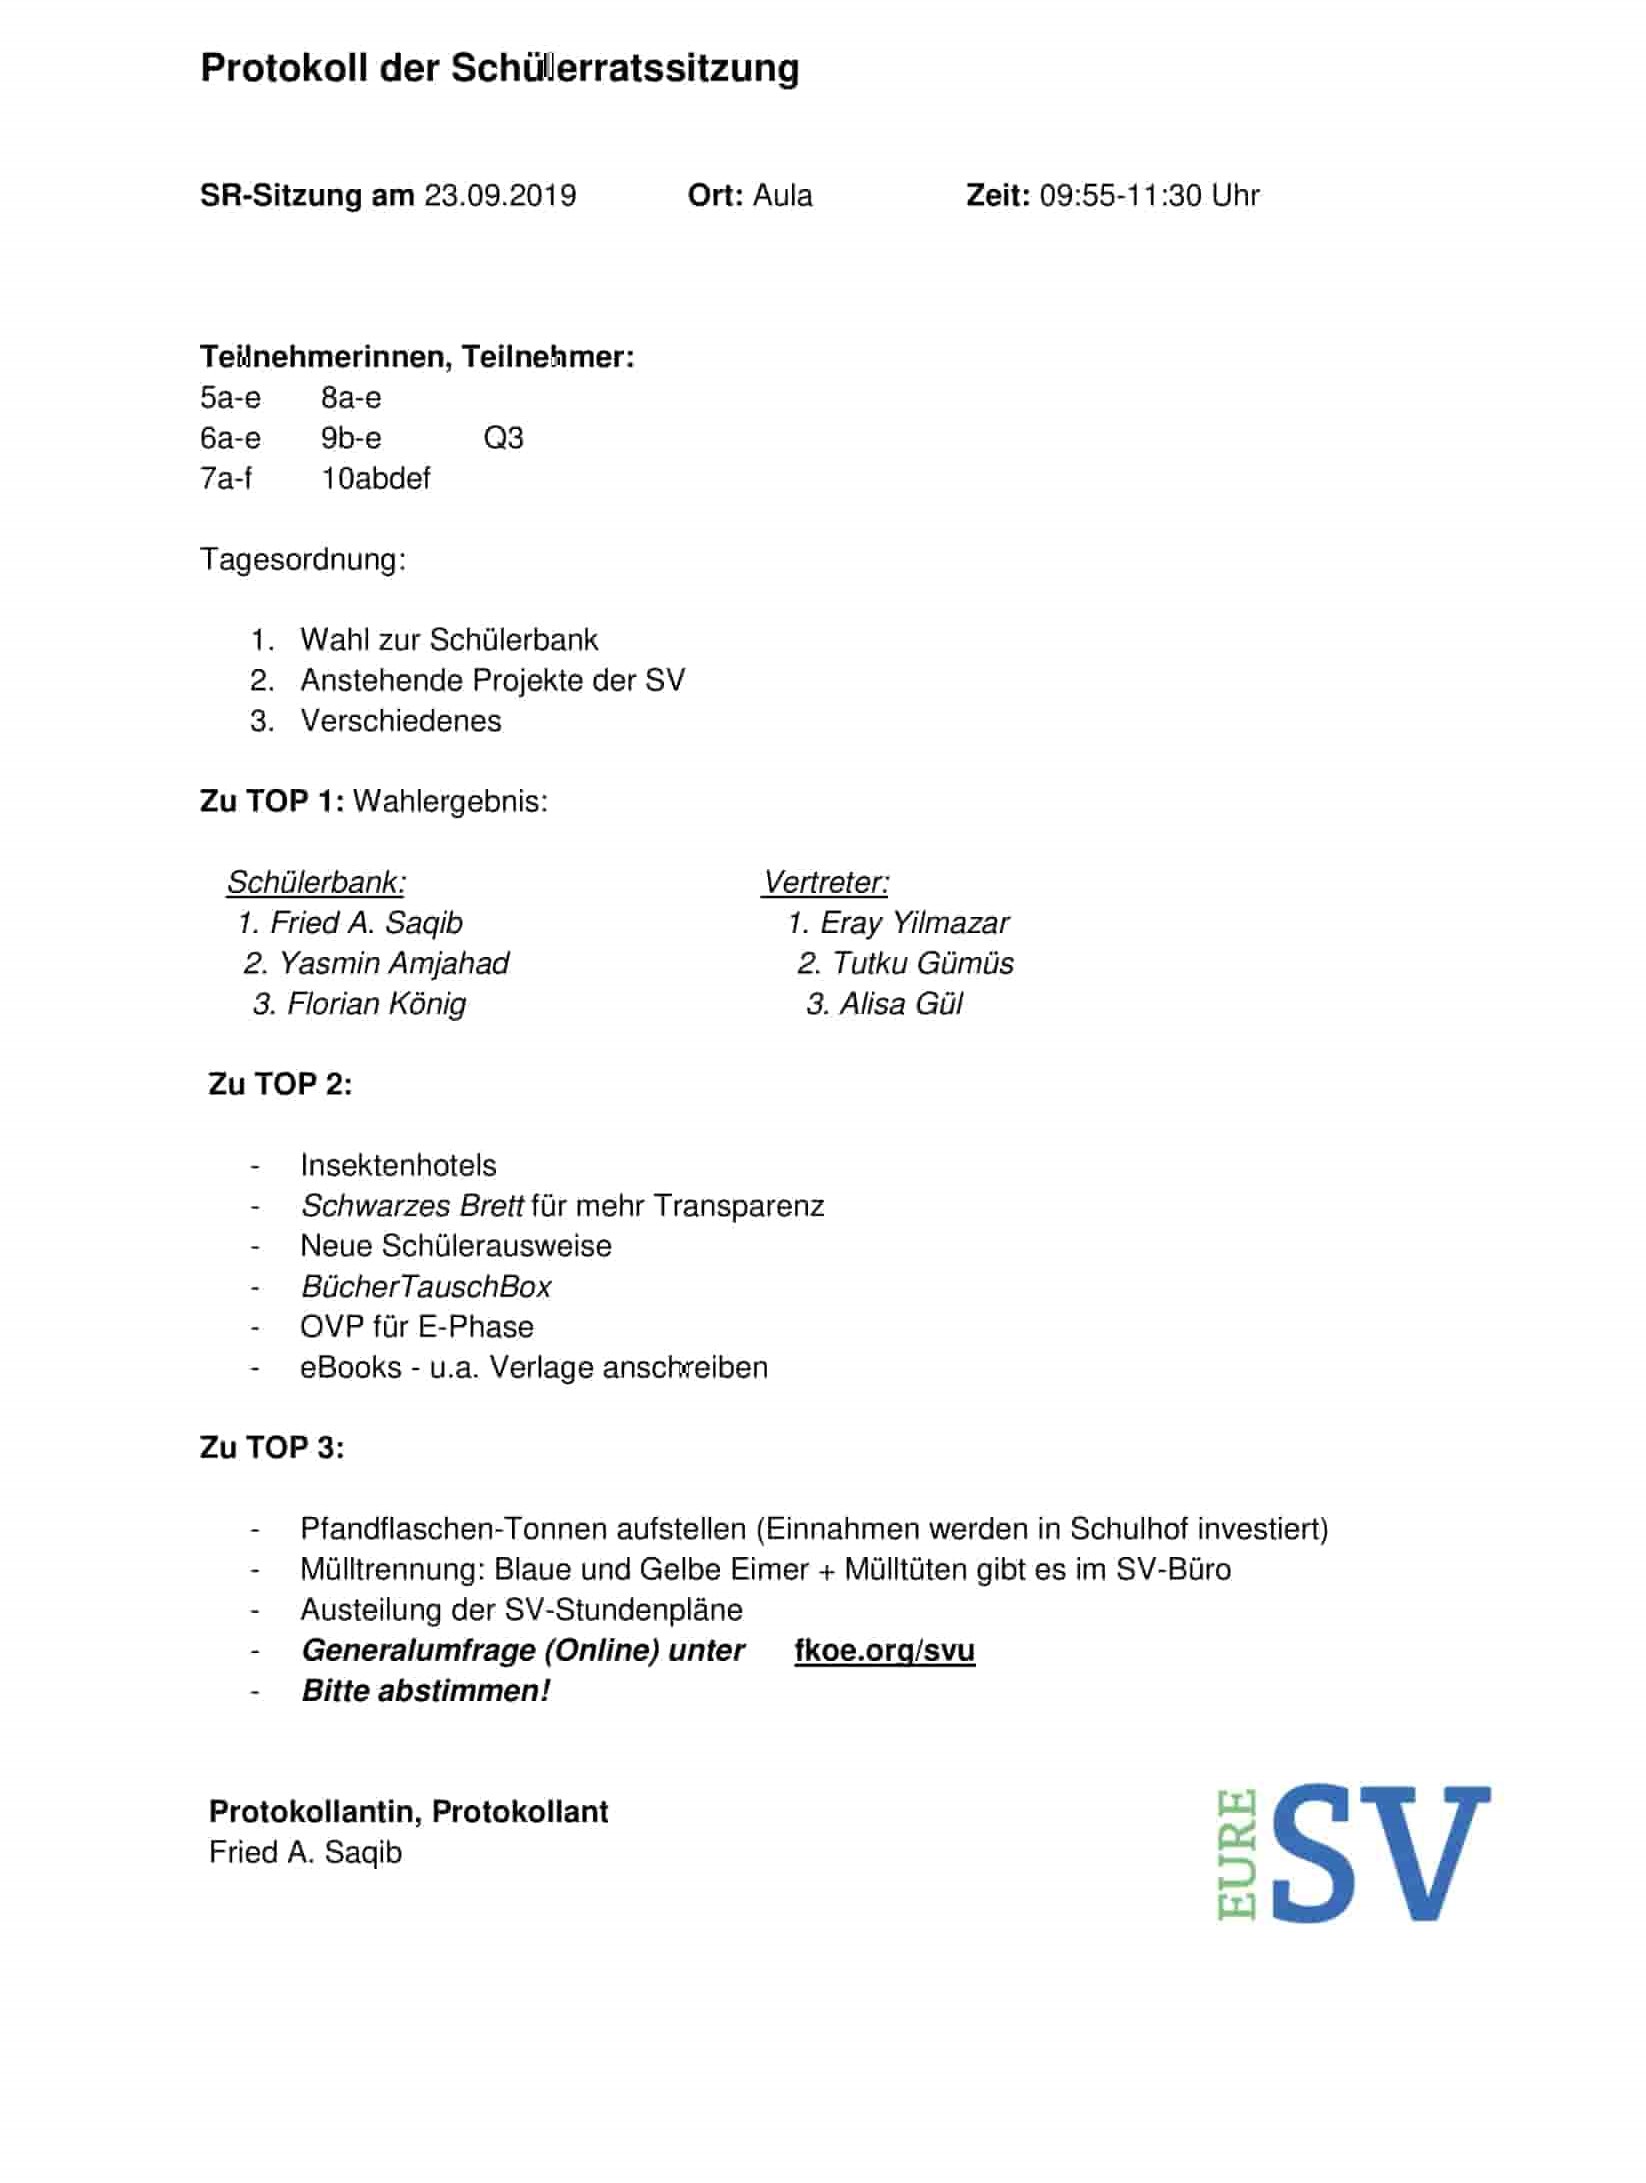 Protokoll der Schülerratssitzung
SR-Sitzung am 23.09.2019 Ort: Aula Zeit: 09:55-11:30 Uhr
Teilnehmerinnen, Teilnehmer:
5a-e 8a-e
6a-e 9b-e Q3
7a-f 10abdef
Tagesordnung:
1. Wahl zur Schülerbank
2. Anstehende Projekte der SV
3. Verschiedenes
Zu TOP 1: Wahlergebnis:
Schülerbank: Vertreter:
1. Fried A. Saqib 1. Eray Yilmazar
2. Yasmin Amjahad 2. Tutku Gümüs
3. Florian König 3. Alisa Gül
Zu TOP 2:
- Insektenhotels
- Schwarzes Brett für mehr Transparenz
- Neue Schülerausweise
- BücherTauschBox
- OVP für E-Phase
- eBooks - u.a. Verlage anschreiben
Zu TOP 3:
- Pfandflaschen-Tonnen aufstellen (Einnahmen werden in Schulhof investiert)
- Mülltrennung: Blaue und Gelbe Eimer + Mülltüten gibt es im SV-Büro
- Austeilung der SV-Stundenpläne
- Generalumfrage (Online) unter fkoe.org/svu
- Bitte abstimmen!
Protokollantin, Protokollant
Fried A. Saqib
EURE SV